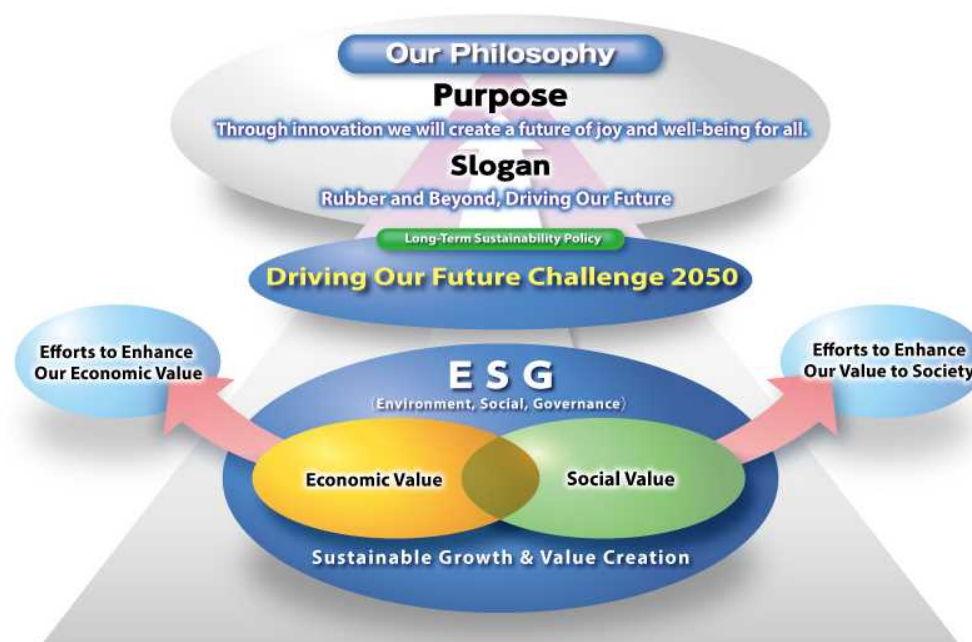 Our Philosophy
Purpose
Through innovation we will create a future of joy and well-being for all.
Slogan
Rubber and Beyond, Driving Our Future
Long-Term Sustainability Policy
Driving Our Future Challenge 2050
Efforts to Enhance
Our Economic Value
Efforts to Enhance
Our Value to Society
ESG
(Environment, Social, Governance)
Economic Value
Social Value
Sustainable Growth & Value Creation